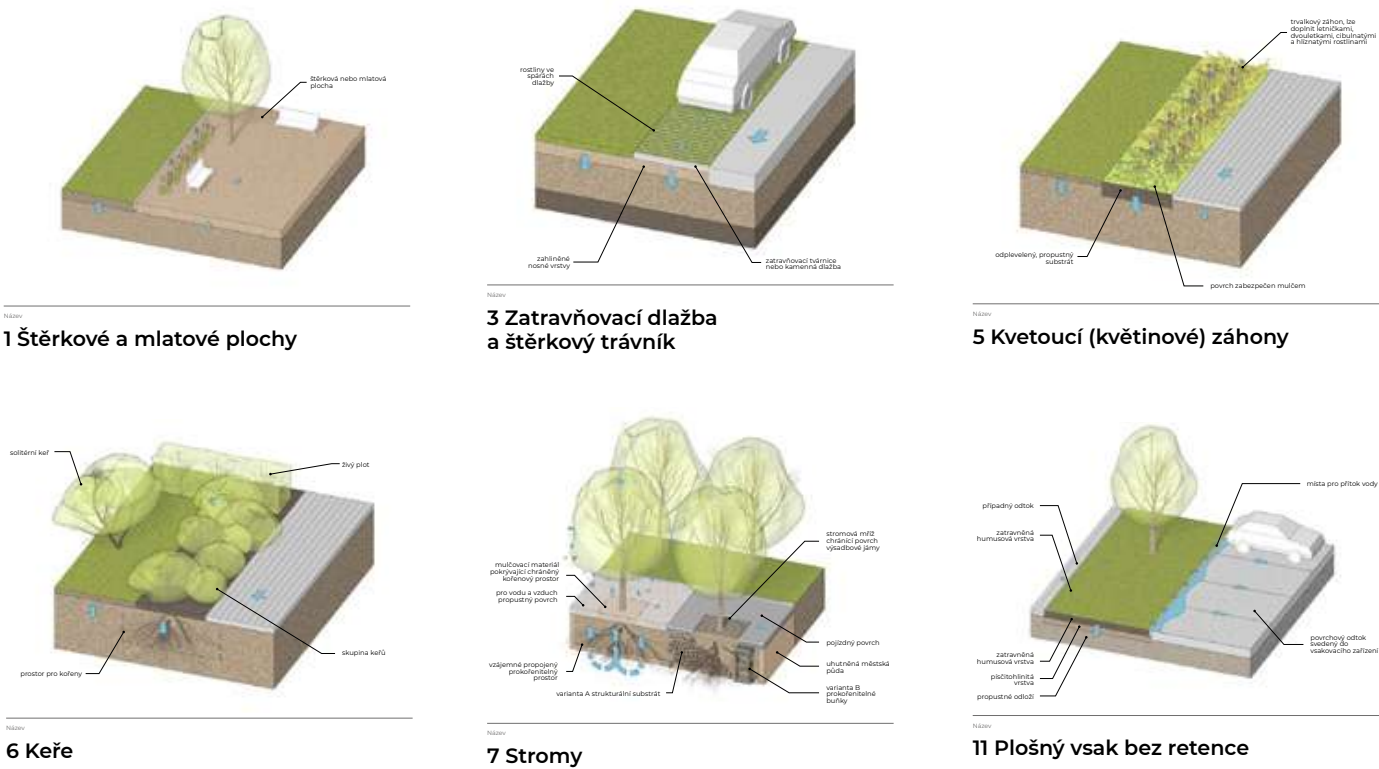 štěrková nebo mlatová
plocha
Název
1 Štěrkové a mlatové plochy
rostliny ve
spárách
dlažby
zahliněné
nosné vrstvy
zatravňovací tvárnice
nebo kamenná dlažba
Název
3 Zatravňovací dlažba
a štěrkový trávník
trvalkový záhon, lze
doplnit letničkami,
dvouletkami, cibulnatými
a hlíznatými rostlinami
odplevelený, propustný
substrát
povrch zabezpečen mulčem
Název
5 Kvetoucí (květinové) záhony
solitérní keř
živý plot
prostor pro kořeny
skupina keřů
Název
6 Keře
mulčovací materiál
pokrývající chráněný
kořenový prostor
pro vodu a vzduch
propustný povrch
vzájemně propojený
prokořenitelný
prostor
varianta A strukturální substrát
stromová mříž
chránící povrch
výsadbové jámy
pojízdný povrch
uhutněná městská
půda
varianta B
prokořenitelné
buňky
Název
7 Stromy
případný odtok
zatravněná
humusová vrstva
místa pro přítok vody
zatravněná
humusová vrstva
písčitohlinitá
vrstva
propustné odloží
povrchový odtok
svedený do
vsakovacího zařízení
Název
11 Plošný vsak bez retence